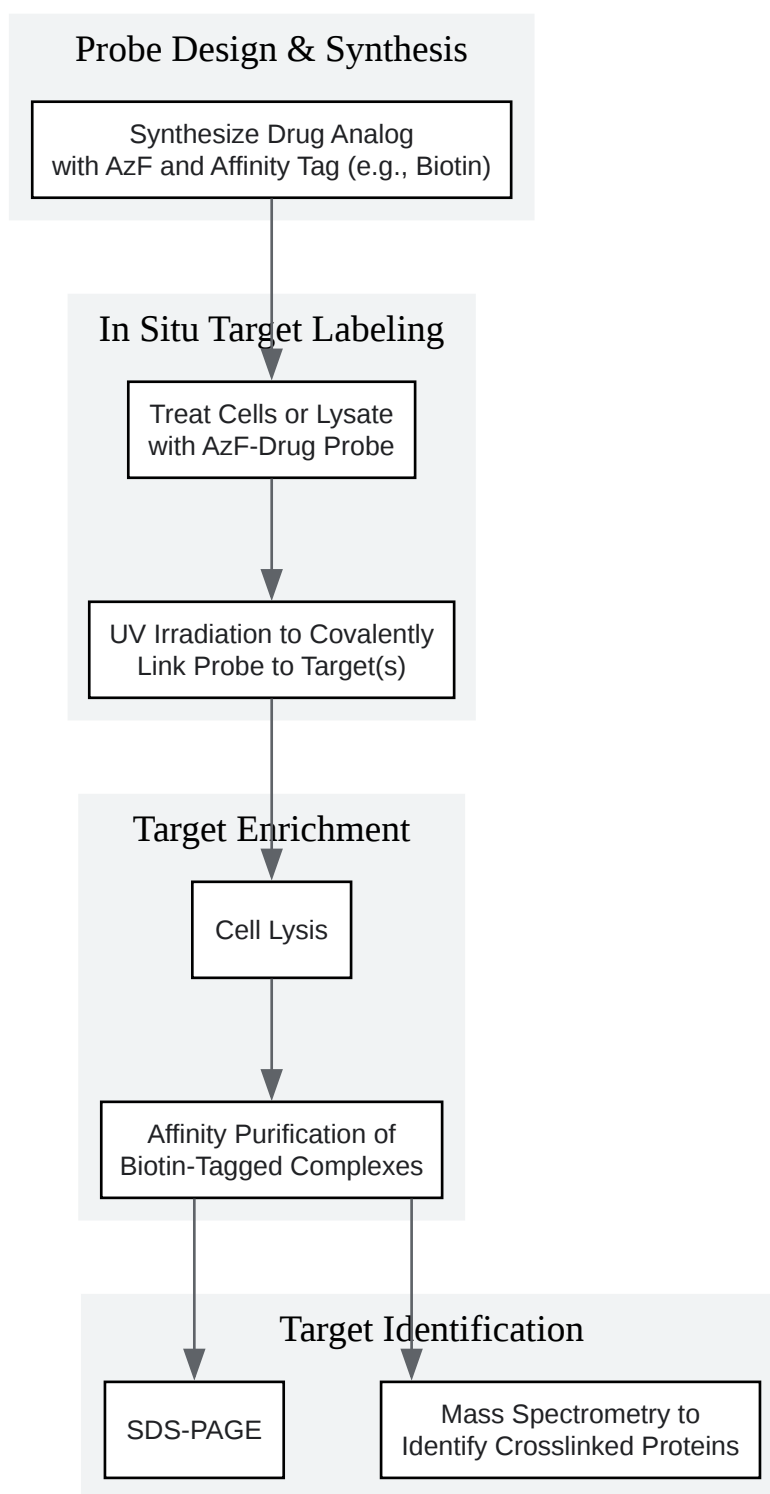 Probe Design & Synthesis
Synthesize Drug Analog
with AzF and Affinity Tag (e.g., Biotin)
In Situ Target Labeling
Treat Cells or Lysate
with AzF-Drug Probe
UV Irradiation to Covalently
Link Probe to Target(s)
Target Enrichment
Cell Lysis
Affinity Purification of
Biotin-Tagged Complexes
Target Identification
SDS-PAGE
Mass Spectrometry to
Identify Crosslinked Proteins